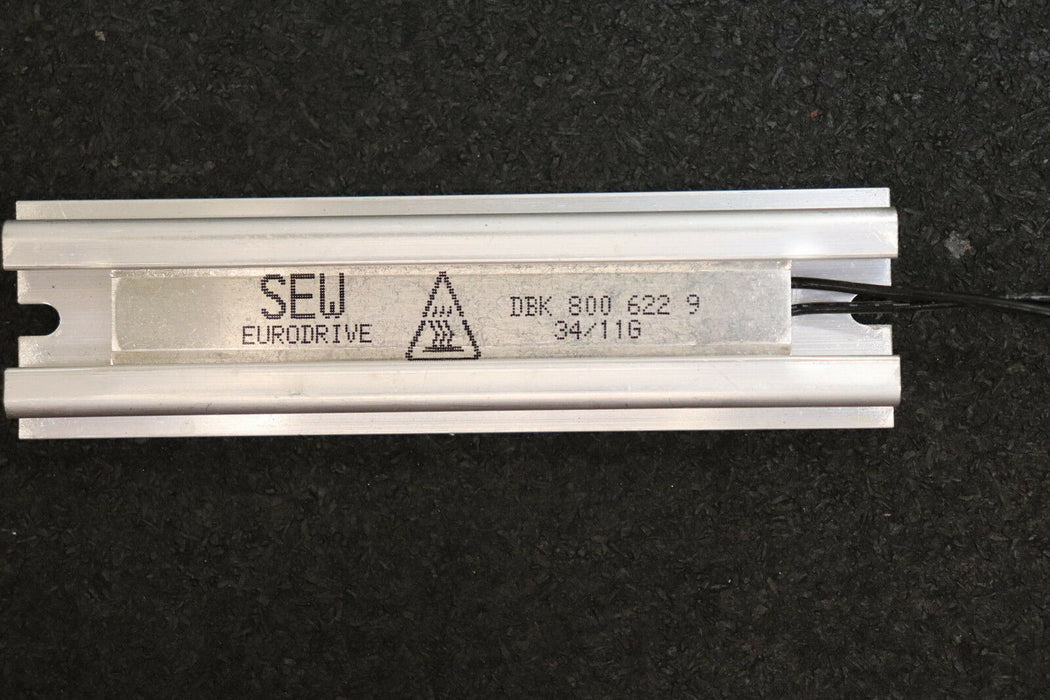 SEW
EURODRIVE
DBK 800 622 9
34/11G